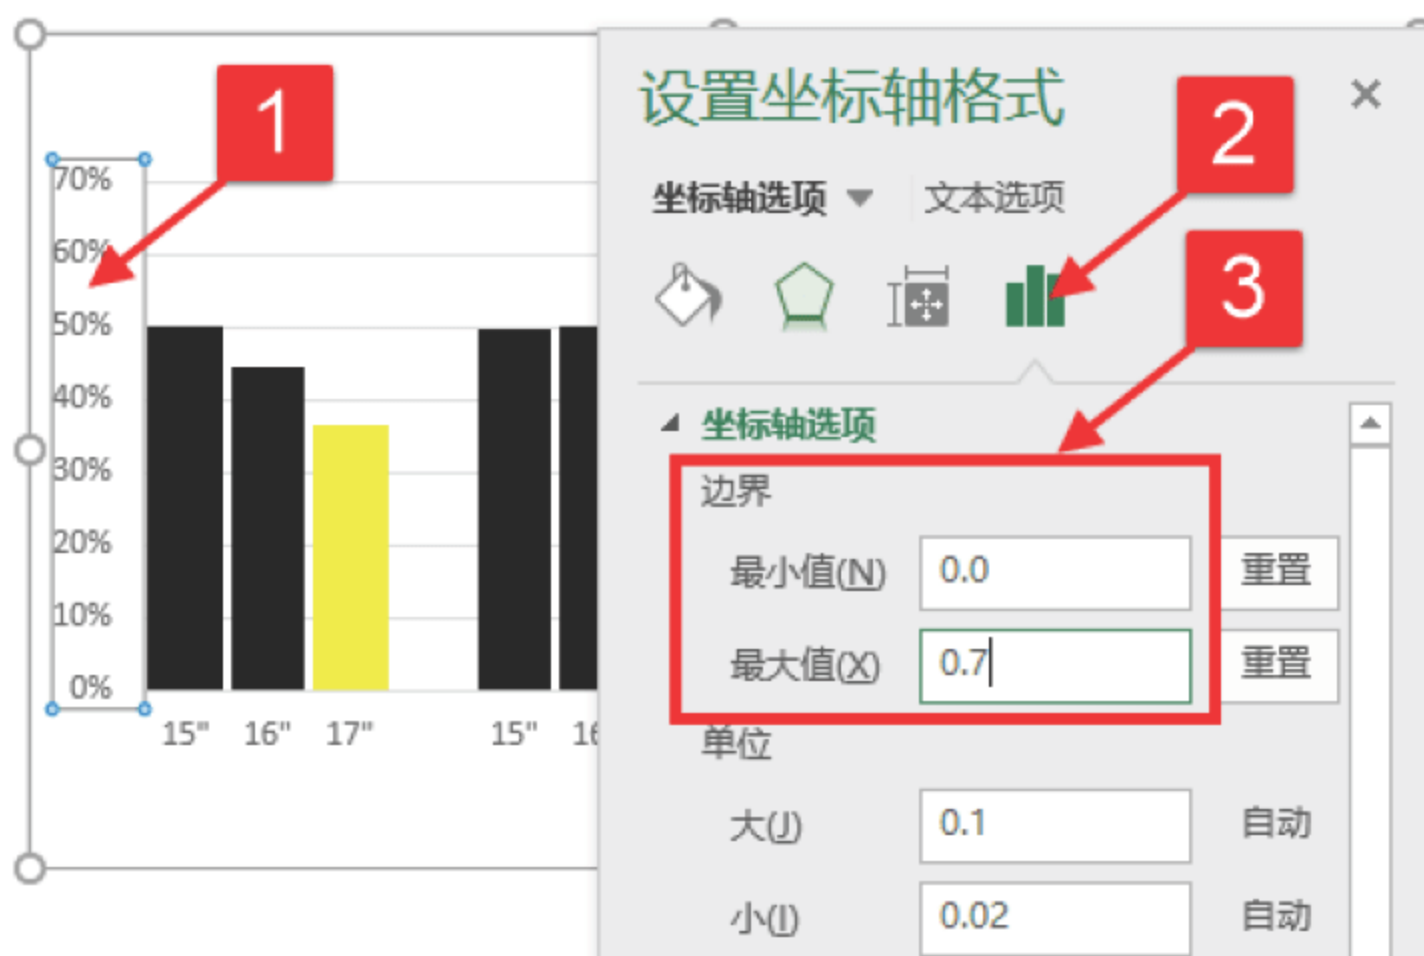 设置坐标轴格式
坐标轴选项 文本选项
1
2
3
70%
60%
50%
40%
30%
20%
10%
0%
15" 16" 17" 15"
坐标轴选项
边界
最小值(N) 0.0 重置
最大值(X) 0.7 重置
单位
大(J) 0.1 自动
小(I) 0.02 自动